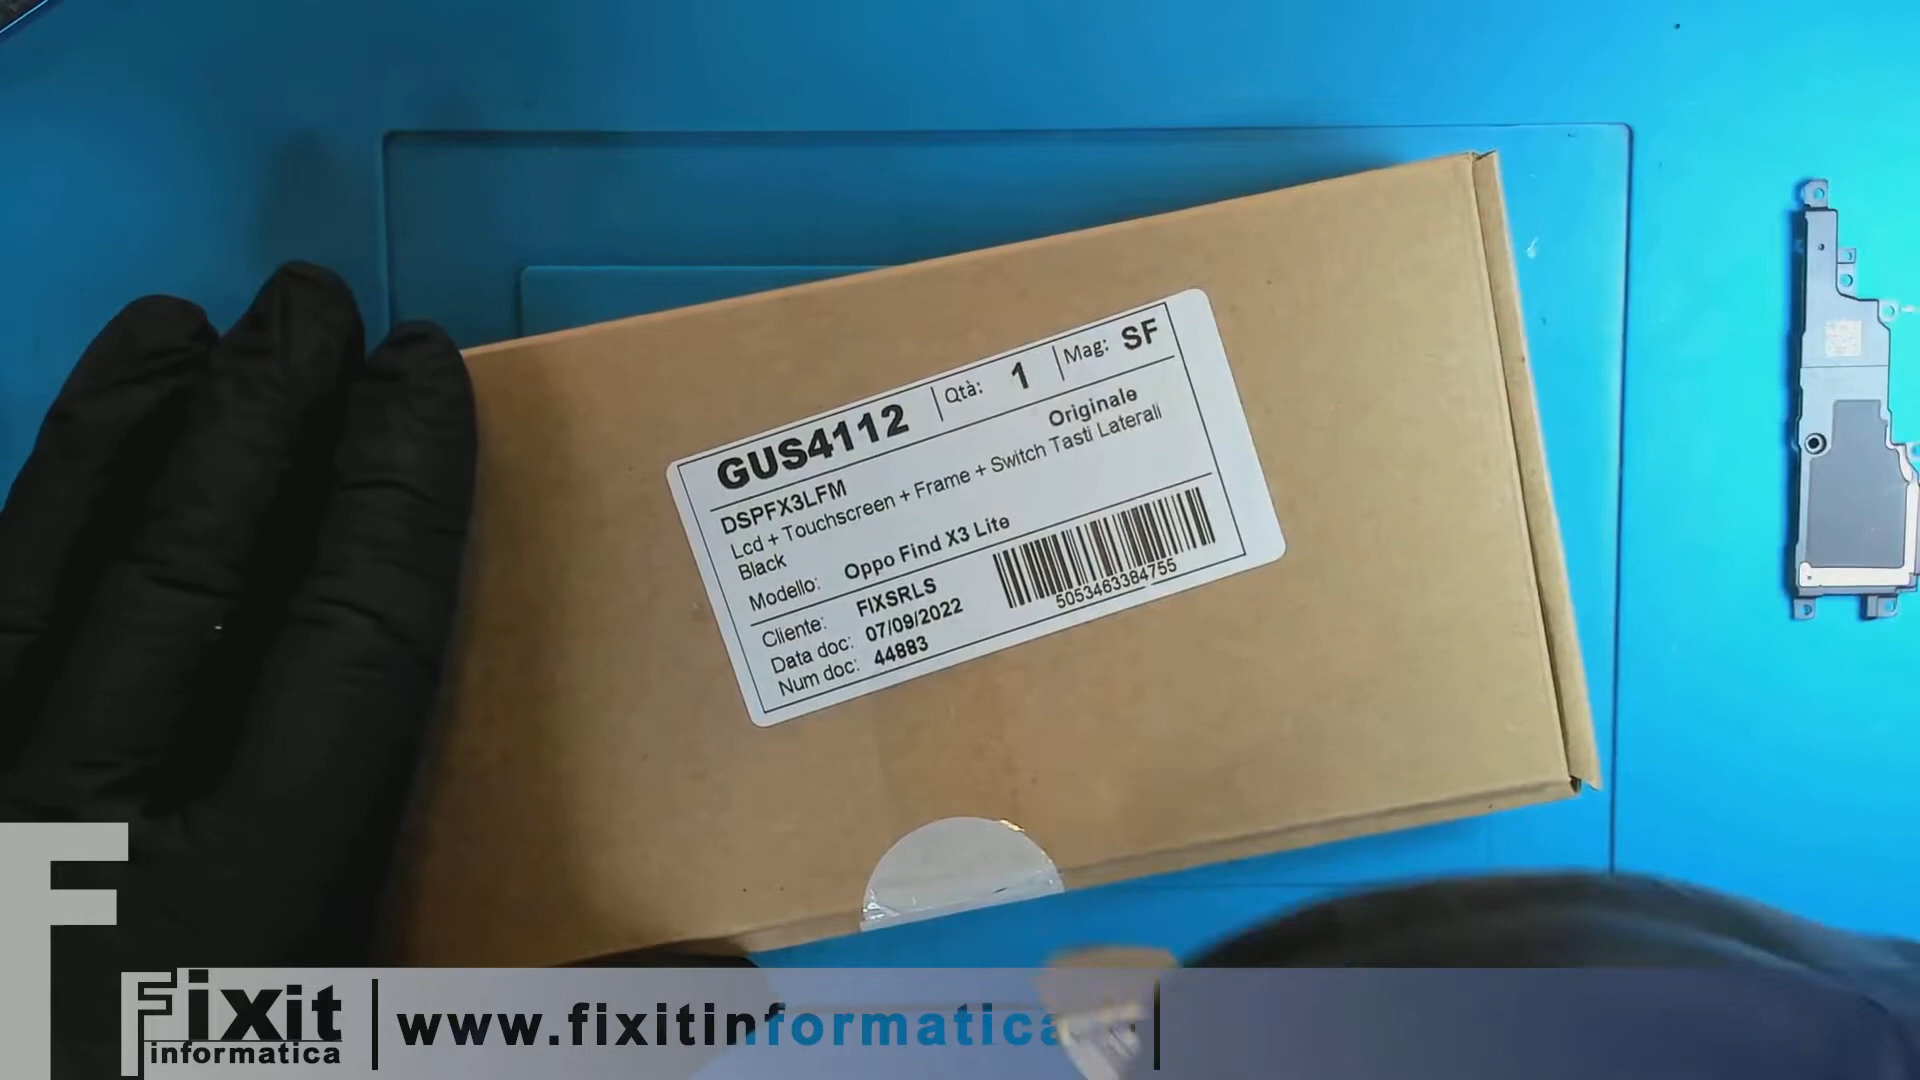 GUS4112 Qtà: 1 Mag: SF
DSPFX3LFM Originale
Lcd + Touchscreen + Frame + Switch Tasti Laterali
Black
Modello: Oppo Find X3 Lite
Cliente: FIXSRLS
Data doc: 07/09/2022
Num doc: 44883
5053463384755
F
Fixit
informatica
www.fixitinformatica